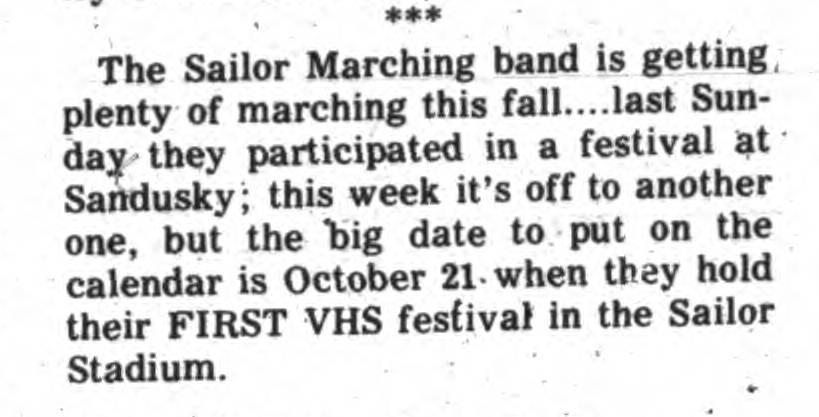 ***
The Sailor Marching band is getting
plenty of marching this fall....last Sun-
day they participated in a festival at
Sandusky; this week it's off to another
one, but the big date to put on the
calendar is October 21 when they hold
their FIRST VHS festival in the Sailor
Stadium.